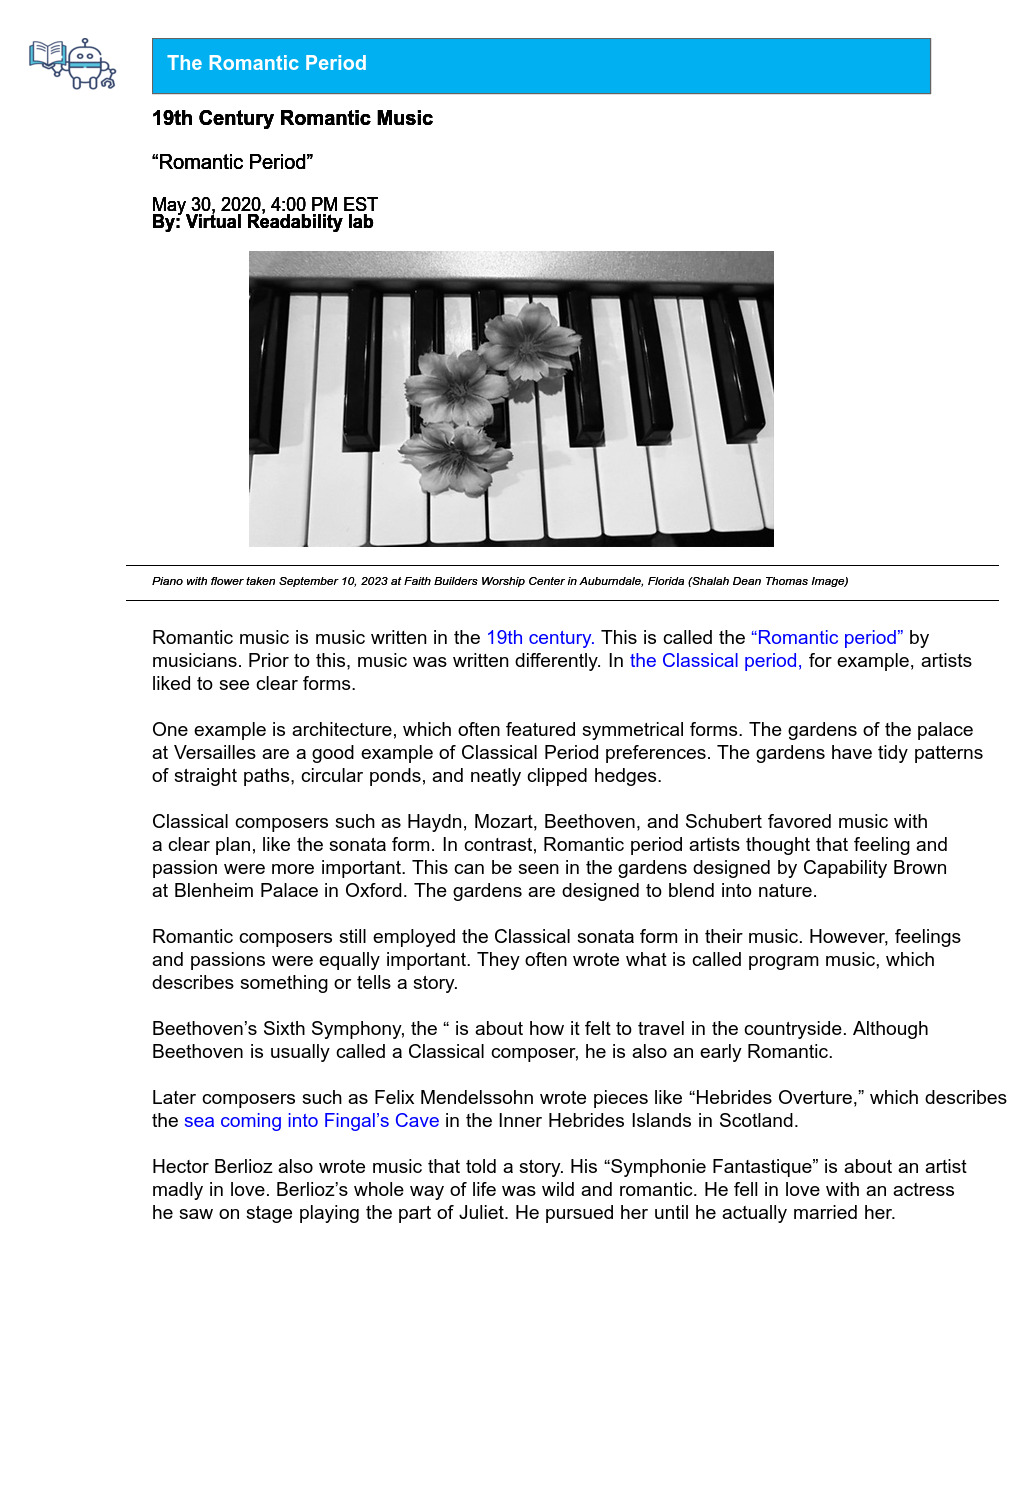 The Romantic Period
19th Century Romantic Music
“Romantic Period”
May 30, 2020, 4:00 PM EST
By: Virtual Readability lab
Piano with flower taken September 10, 2023 at Faith Builders Worship Center in Auburndale, Florida (Shalah Dean Thomas Image)
Romantic music is music written in the 19th century. This is called the “Romantic period” by
musicians. Prior to this, music was written differently. In the Classical period, for example, artists
liked to see clear forms.
One example is architecture, which often featured symmetrical forms. The gardens of the palace
at Versailles are a good example of Classical Period preferences. The gardens have tidy patterns
of straight paths, circular ponds, and neatly clipped hedges.
Classical composers such as Haydn, Mozart, Beethoven, and Schubert favored music with
a clear plan, like the sonata form. In contrast, Romantic period artists thought that feeling and
passion were more important. This can be seen in the gardens designed by Capability Brown
at Blenheim Palace in Oxford. The gardens are designed to blend into nature.
Romantic composers still employed the Classical sonata form in their music. However, feelings
and passions were equally important. They often wrote what is called program music, which
describes something or tells a story.
Beethoven’s Sixth Symphony, the “ is about how it felt to travel in the countryside. Although
Beethoven is usually called a Classical composer, he is also an early Romantic.
Later composers such as Felix Mendelssohn wrote pieces like “Hebrides Overture,” which describes
the sea coming into Fingal’s Cave in the Inner Hebrides Islands in Scotland.
Hector Berlioz also wrote music that told a story. His “Symphonie Fantastique” is about an artist
madly in love. Berlioz’s whole way of life was wild and romantic. He fell in love with an actress
he saw on stage playing the part of Juliet. He pursued her until he actually married her.